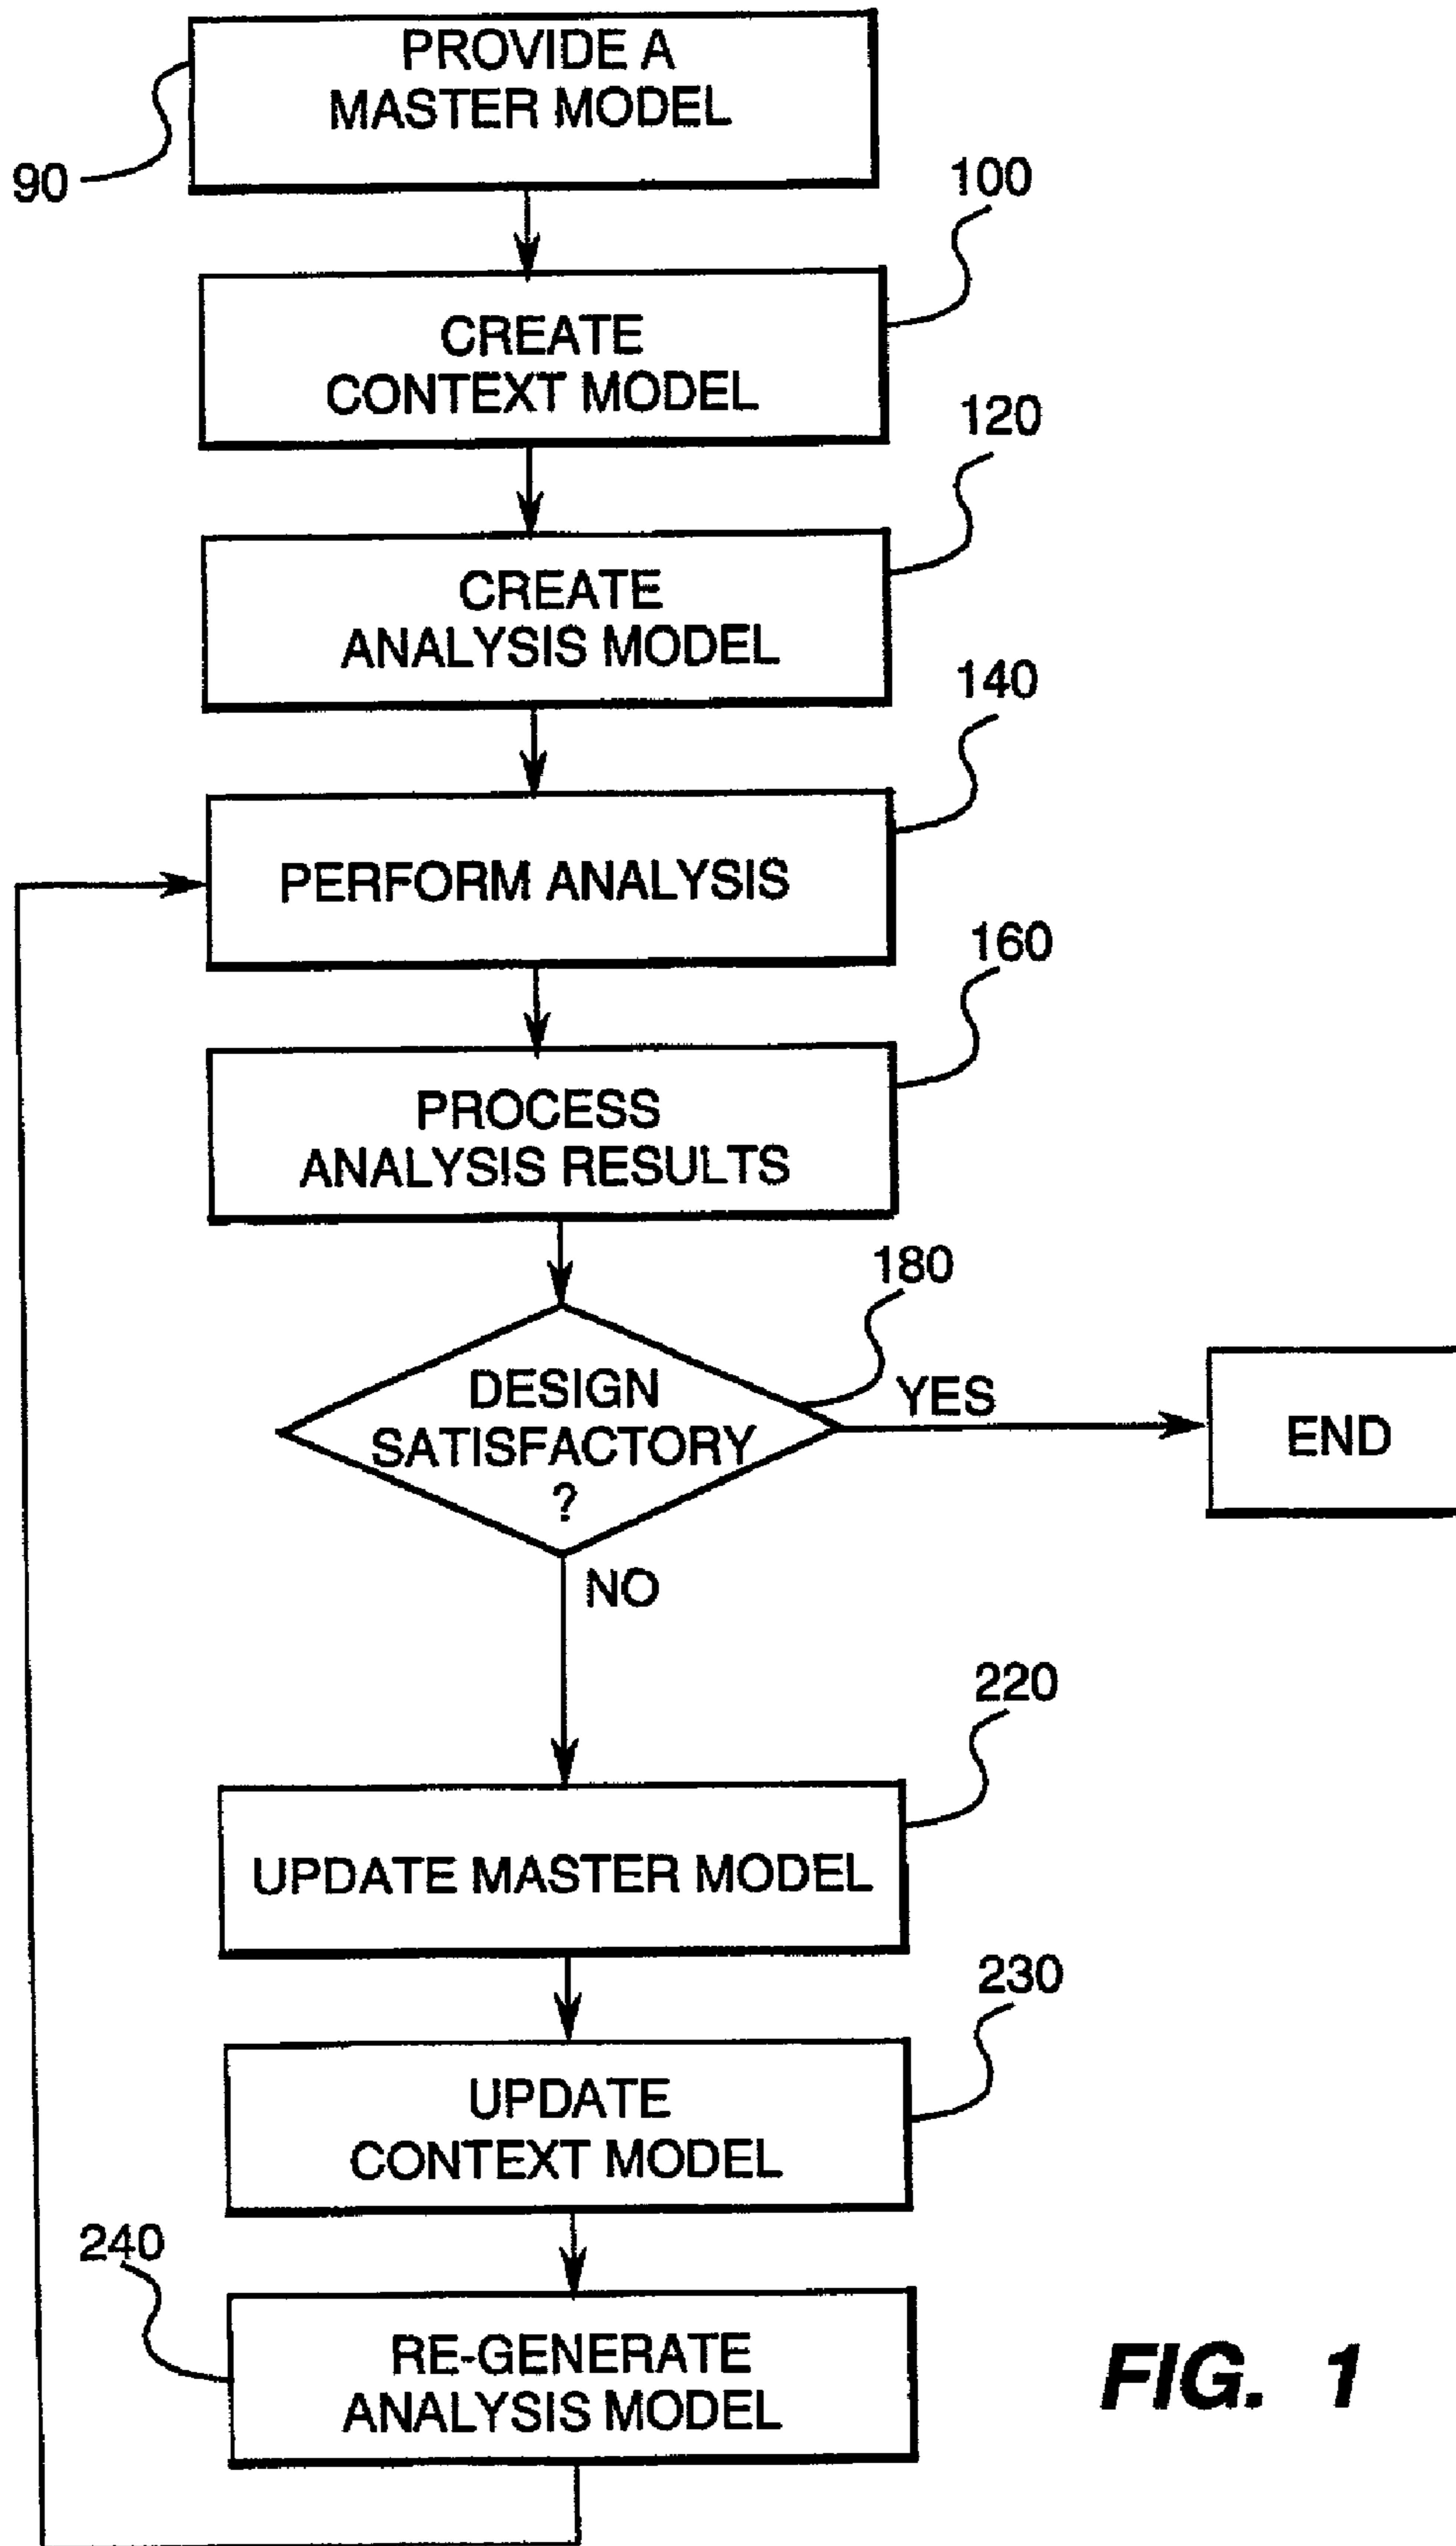 PROVIDE A
MASTER MODEL
90
100
CREATE
CONTEXT MODEL
120
CREATE
ANALYSIS MODEL
140
PERFORM ANALYSIS
160
PROCESS
ANALYSIS RESULTS
180
DESIGN
SATISFACTORY
?
YES
END
NO
220
UPDATE MASTER MODEL
230
UPDATE
CONTEXT MODEL
240
RE-GENERATE
ANALYSIS MODEL
FIG. 1